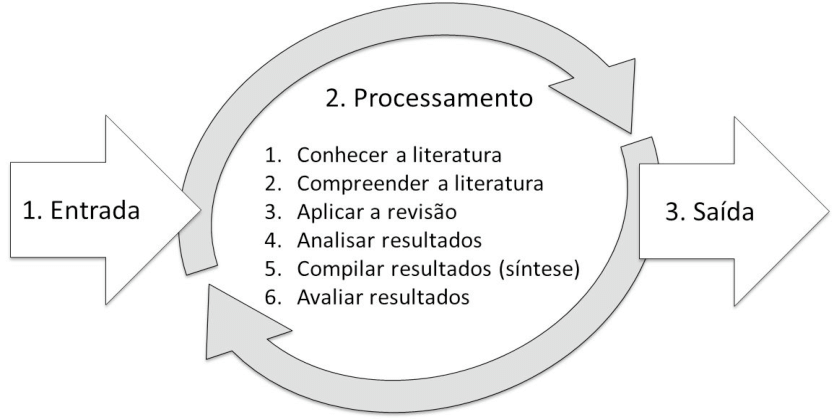 1. Entrada
2. Processamento
1. Conhecer a literatura
2. Compreender a literatura
3. Aplicar a revisão
4. Analisar resultados
5. Compilar resultados (síntese)
6. Avaliar resultados
3. Saída